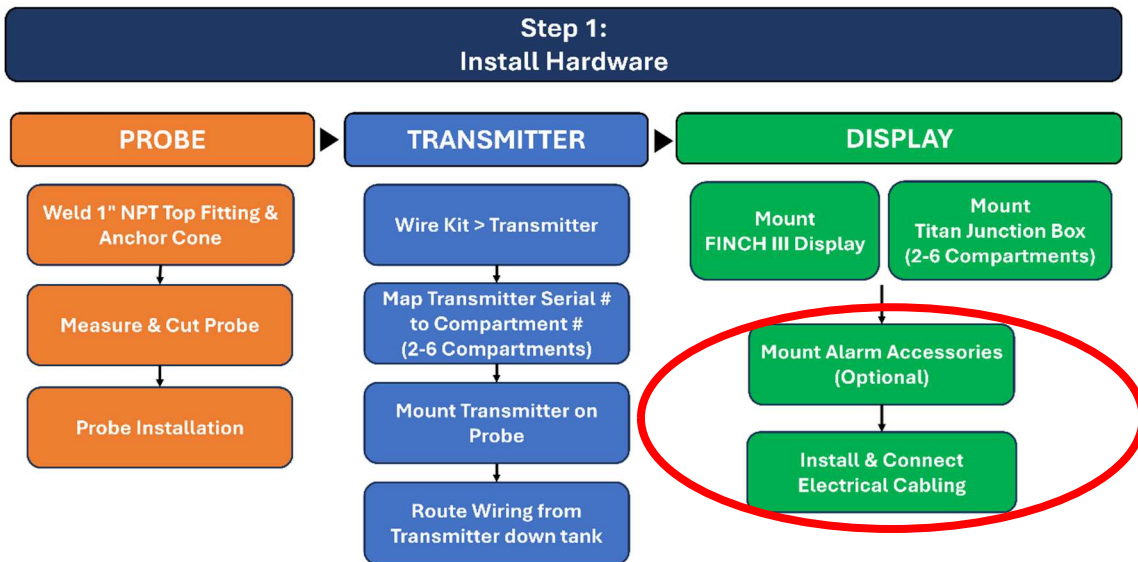 Step 1:
Install Hardware
PROBE
TRANSMITTER
DISPLAY
Weld 1" NPT Top Fitting &
Anchor Cone
Measure & Cut Probe
Probe Installation
Wire Kit > Transmitter
Map Transmitter Serial #
to Compartment #
(2-6 Compartments)
Mount Transmitter on
Probe
Route Wiring from
Transmitter down tank
Mount
FINCH III Display
Mount
Titan Junction Box
(2-6 Compartments)
Mount Alarm Accessories
(Optional)
Install & Connect
Electrical Cabling